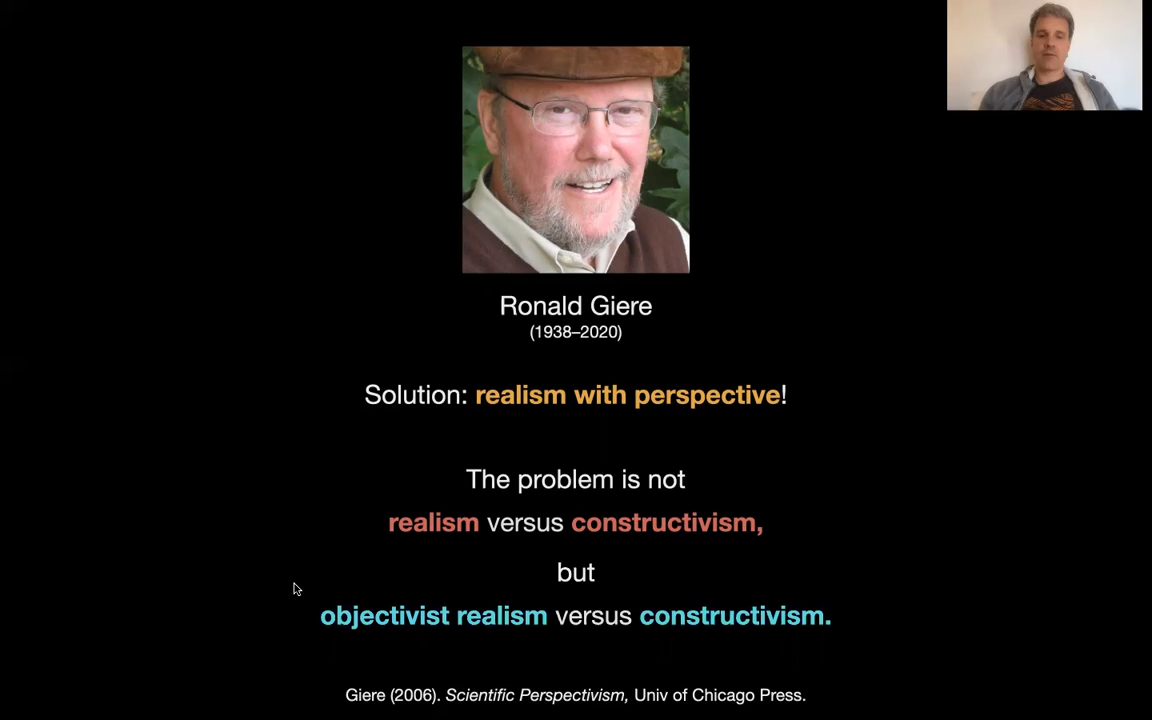 Ronald Giere
(1938–2020)
Solution: realism with perspective!
The problem is not
realism versus constructivism,
but
objectivist realism versus constructivism.
Giere (2006). Scientific Perspectivism, Univ of Chicago Press.